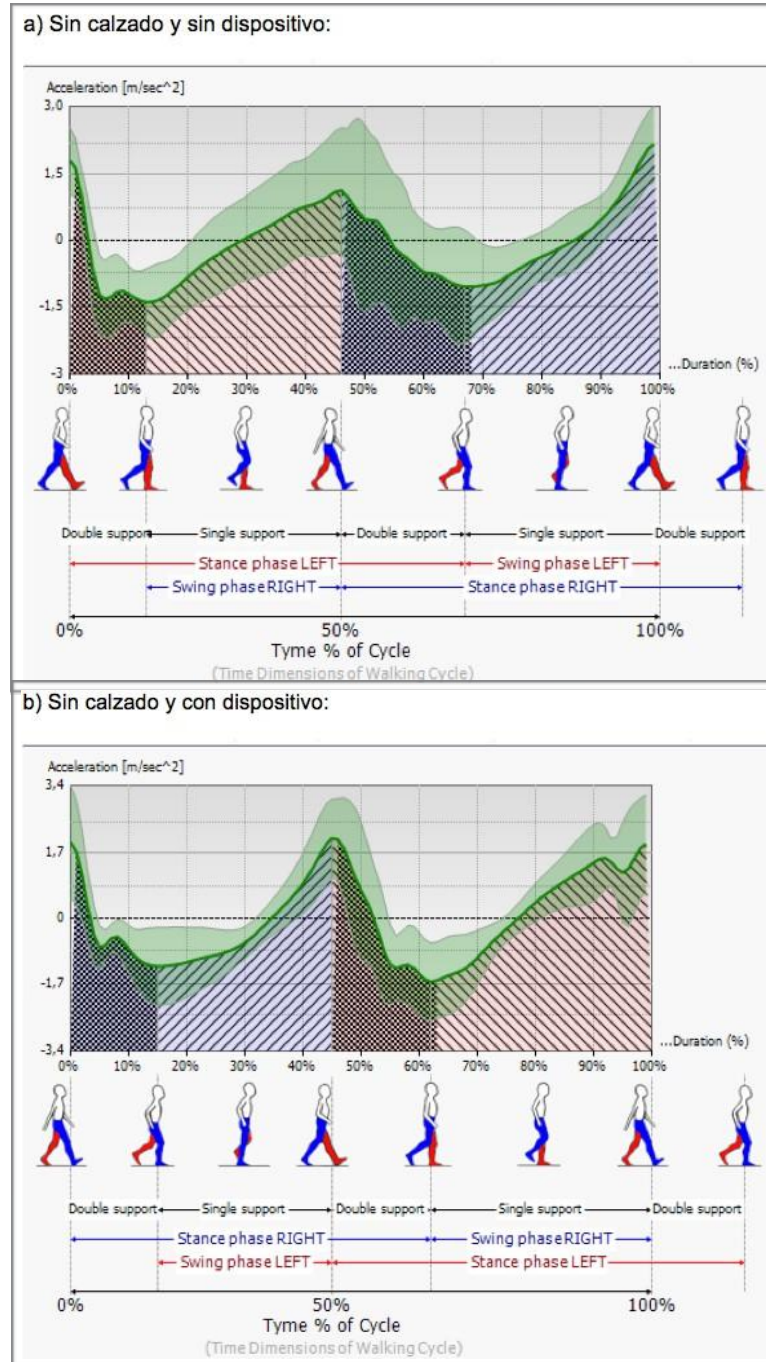 a) Sin calzado y sin dispositivo:
Acceleration [m/sec^2]
3,0
1,5
0
-1,5
-3
0% 10% 20% 30% 40% 50% 60% 70% 80% 90% 100%
...Duration (%)
Double support Single support Double support Single support Double support
Stance phase LEFT Swing phase LEFT
Swing phase RIGHT Stance phase RIGHT
0% 50% 100%
Tyme % of Cycle
(Time Dimensions of Walking Cycle)
b) Sin calzado y con dispositivo:
Acceleration [m/sec^2]
3,4
1,7
0
-1,7
-3,4
0% 10% 20% 30% 40% 50% 60% 70% 80% 90% 100%
...Duration (%)
Double support Single support Double support Single support Double support
Stance phase RIGHT Swing phase RIGHT
Swing phase LEFT Stance phase LEFT
0% 50% 100%
Tyme % of Cycle
(Time Dimensions of Walking Cycle)